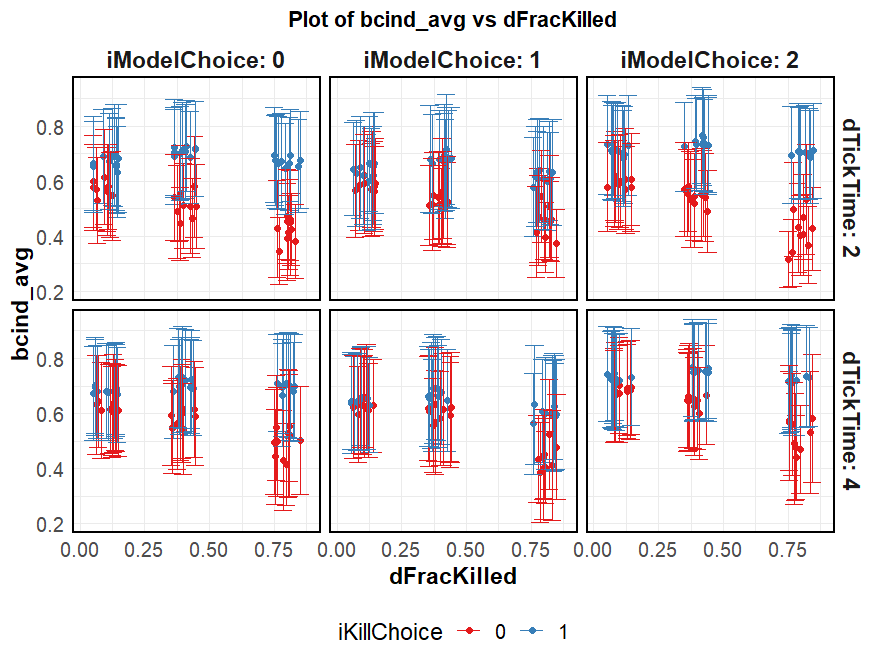 Plot of bcind_avg vs dFracKilled
iModelChoice: 0 iModelChoice: 1 iModelChoice: 2
dTickTime: 2
dTickTime: 4
bcind_avg
0.8
0.6
0.4
0.2
0.8
0.6
0.4
0.2
0.00 0.25 0.50 0.75 0.00 0.25 0.50 0.75 0.00 0.25 0.50 0.75
dFracKilled
iKillChoice 0 1